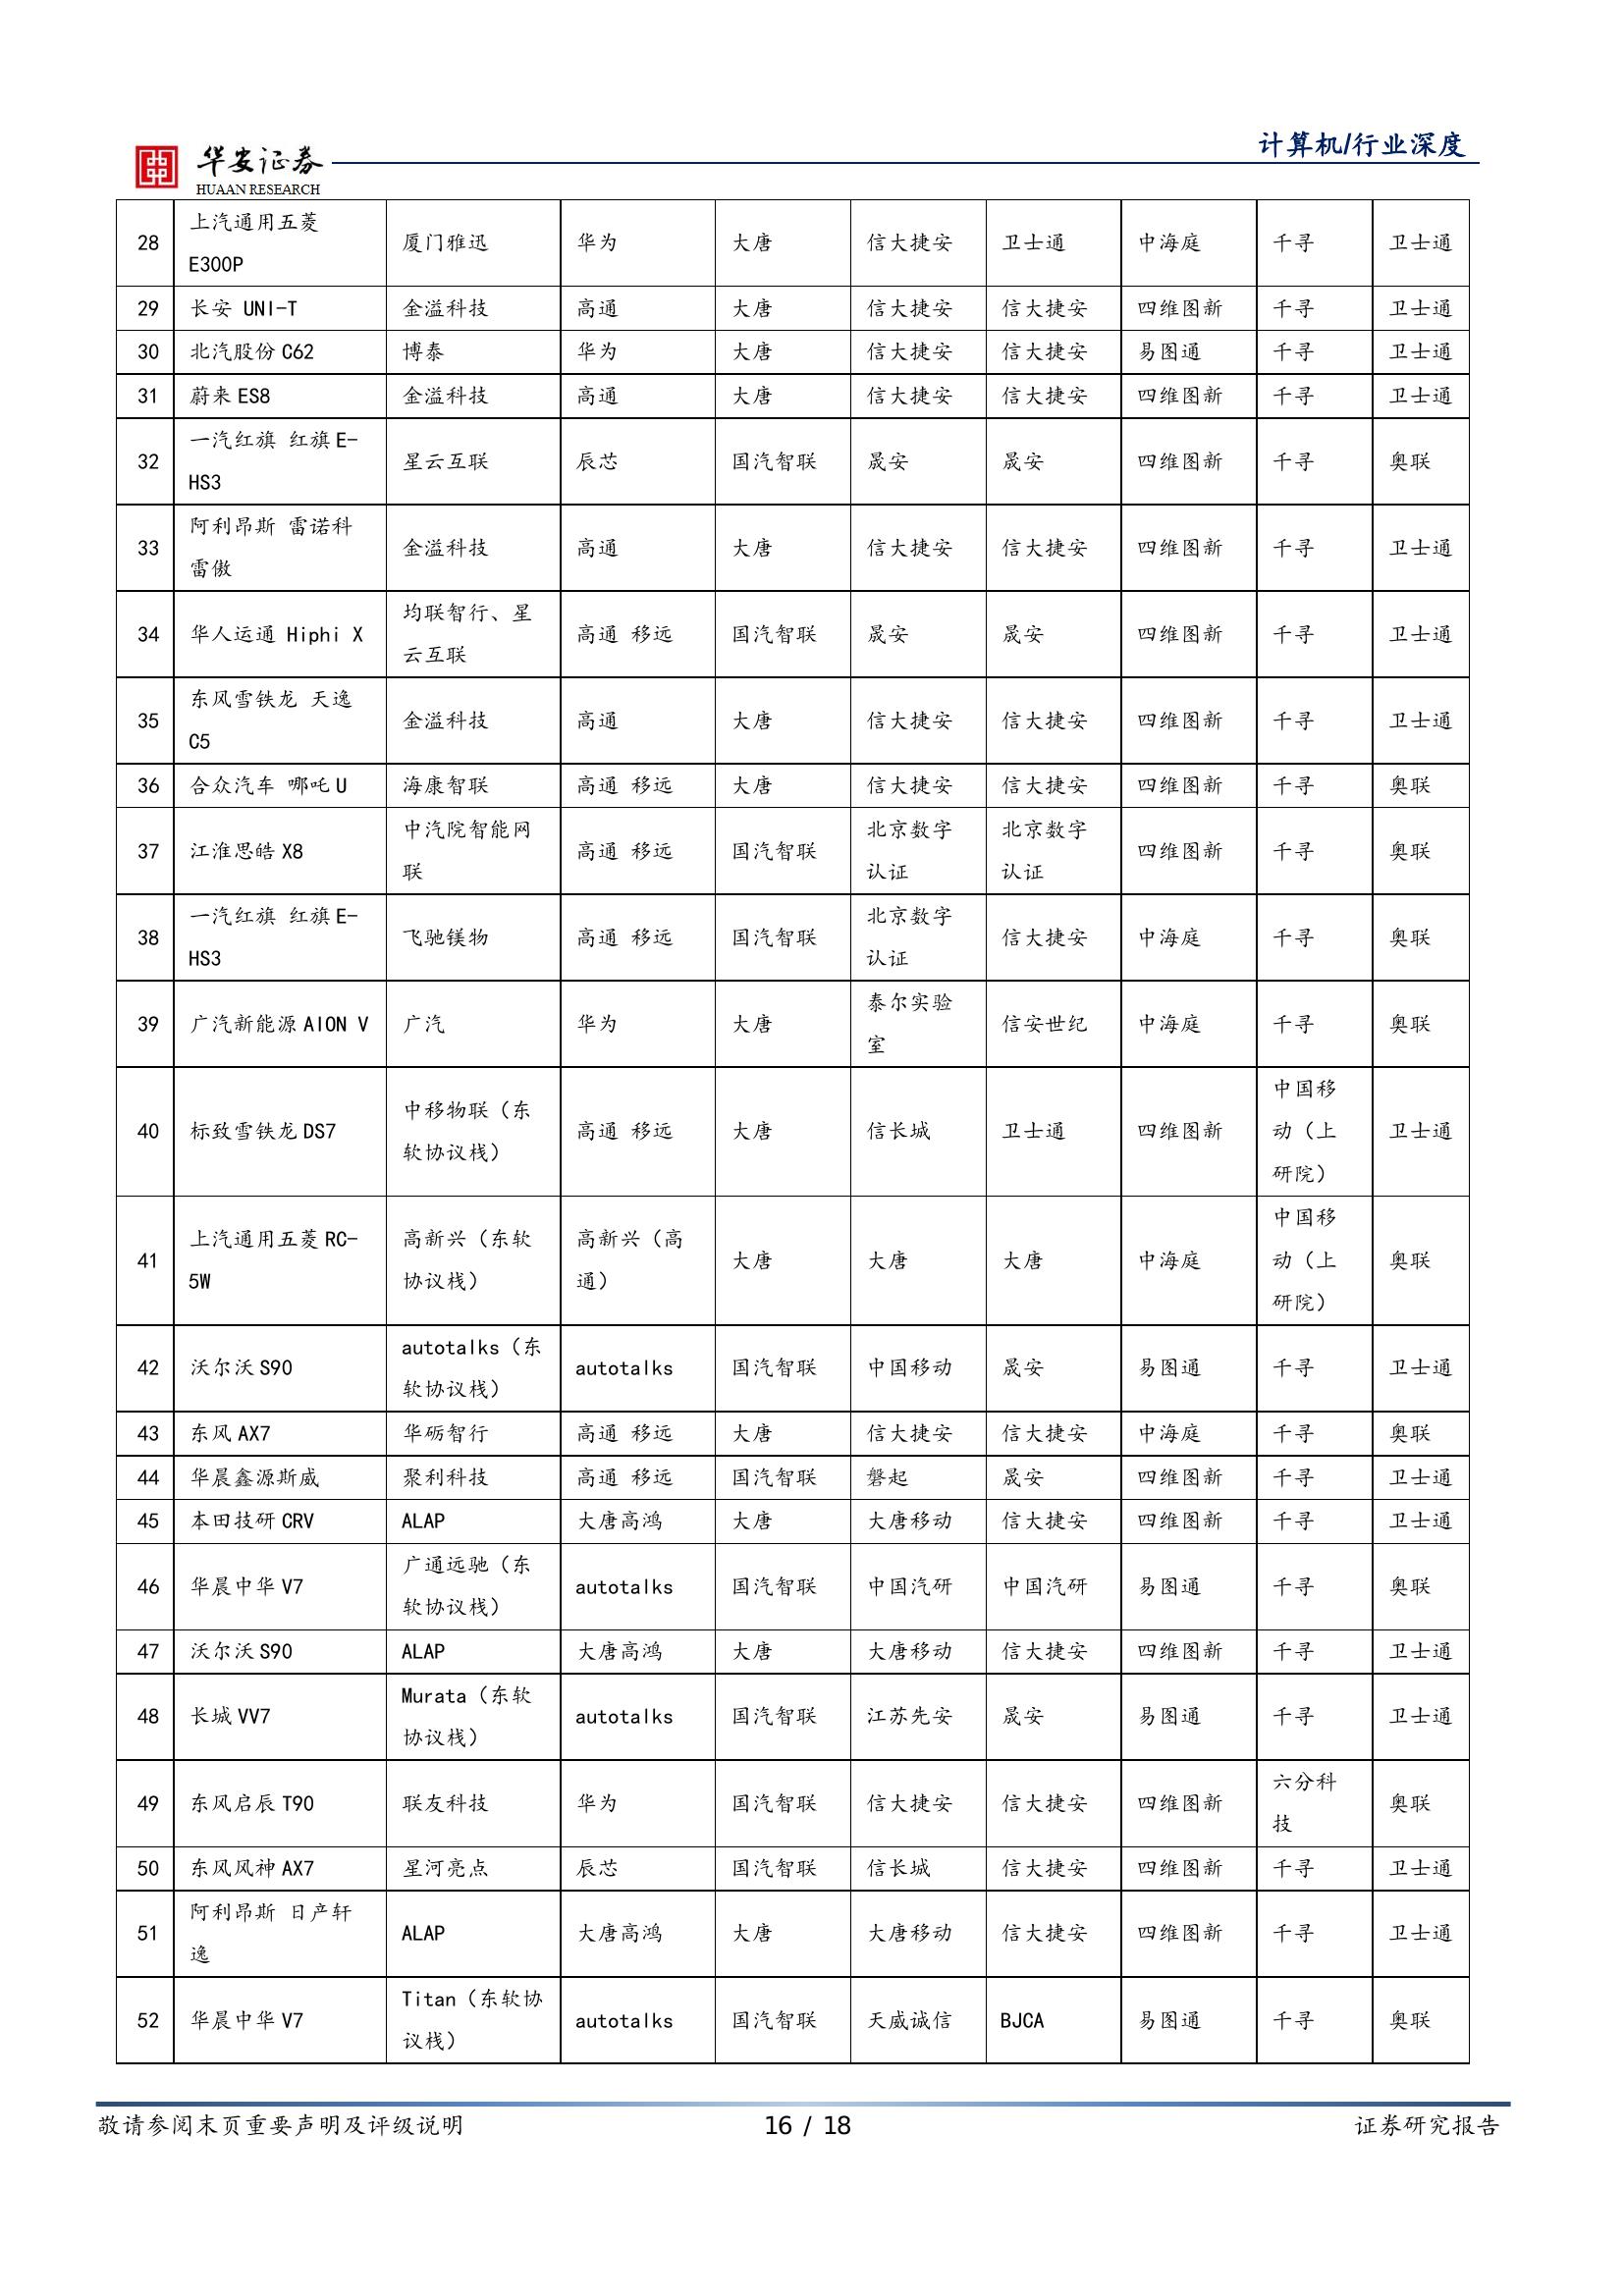 计算机/行业深度
华安证券
HUAAN RESEARCH
28 上汽通用五菱 E300P 厦门雅迅 华为 大唐 信大捷安 卫士通 中海庭 千寻 卫士通
29 长安 UNI-T 金溢科技 高通 大唐 信大捷安 信大捷安 四维图新 千寻 卫士通
30 北汽股份 C62 博泰 华为 大唐 信大捷安 信大捷安 易图通 千寻 卫士通
31 蔚来 ES8 金溢科技 高通 大唐 信大捷安 信大捷安 四维图新 千寻 卫士通
32 一汽红旗 红旗 E-HS3 星云互联 辰芯 国汽智联 晟安 晟安 四维图新 千寻 奥联
33 阿利昂斯 雷诺科雷傲 金溢科技 高通 大唐 信大捷安 信大捷安 四维图新 千寻 卫士通
34 华人运通 Hiphi X 均联智行、星云互联 高通 移远 国汽智联 晟安 晟安 四维图新 千寻 卫士通
35 东风雪铁龙 天逸 C5 金溢科技 高通 大唐 信大捷安 信大捷安 四维图新 千寻 卫士通
36 合众汽车 哪吒 U 海康智联 高通 移远 大唐 信大捷安 信大捷安 四维图新 千寻 奥联
37 江淮思皓 X8 中汽院智能网联 高通 移远 国汽智联 北京数字认证 北京数字认证 四维图新 千寻 奥联
38 一汽红旗 红旗 E-HS3 飞驰镁物 高通 移远 国汽智联 北京数字认证 信大捷安 中海庭 千寻 奥联
39 广汽新能源 AION V 广汽 华为 大唐 泰尔实验室 信安世纪 中海庭 千寻 奥联
40 标致雪铁龙 DS7 中移物联（东软协议栈） 高通 移远 大唐 信长城 卫士通 四维图新 中国移动（上研院） 卫士通
41 上汽通用五菱 RC-5W 高新兴（东软协议栈） 高新兴（高通） 大唐 大唐 大唐 中海庭 中国移动（上研院） 奥联
42 沃尔沃 S90 autotalks（东软协议栈） autotalks 国汽智联 中国移动 晟安 易图通 千寻 卫士通
43 东风 AX7 华砺智行 高通 移远 大唐 信大捷安 信大捷安 中海庭 千寻 奥联
44 华晨鑫源斯威 聚利科技 高通 移远 国汽智联 磐起 晟安 四维图新 千寻 卫士通
45 本田技研 CRV ALAP 大唐高鸿 大唐 大唐移动 信大捷安 四维图新 千寻 卫士通
46 华晨中华 V7 广通远驰（东软协议栈） autotalks 国汽智联 中国汽研 中国汽研 易图通 千寻 奥联
47 沃尔沃 S90 ALAP 大唐高鸿 大唐 大唐移动 信大捷安 四维图新 千寻 卫士通
48 长城 VV7 Murata（东软协议栈） autotalks 国汽智联 江苏先安 晟安 易图通 千寻 卫士通
49 东风启辰 T90 联友科技 华为 国汽智联 信大捷安 信大捷安 四维图新 六分科技 奥联
50 东风风神 AX7 星河亮点 辰芯 国汽智联 信长城 信大捷安 四维图新 千寻 卫士通
51 阿利昂斯 日产轩逸 ALAP 大唐高鸿 大唐 大唐移动 信大捷安 四维图新 千寻 卫士通
52 华晨中华 V7 Titan（东软协议栈） autotalks 国汽智联 天威诚信 BJCA 易图通 千寻 奥联
敬请参阅末页重要声明及评级说明 16 / 18 证券研究报告